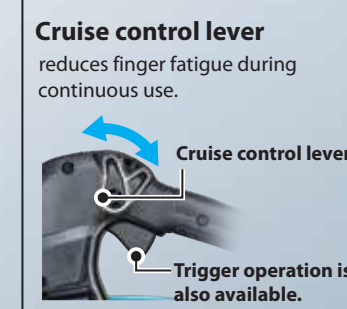 Cruise control lever
reduces finger fatigue during
continuous use.
Cruise control lever
Trigger operation is
also available.